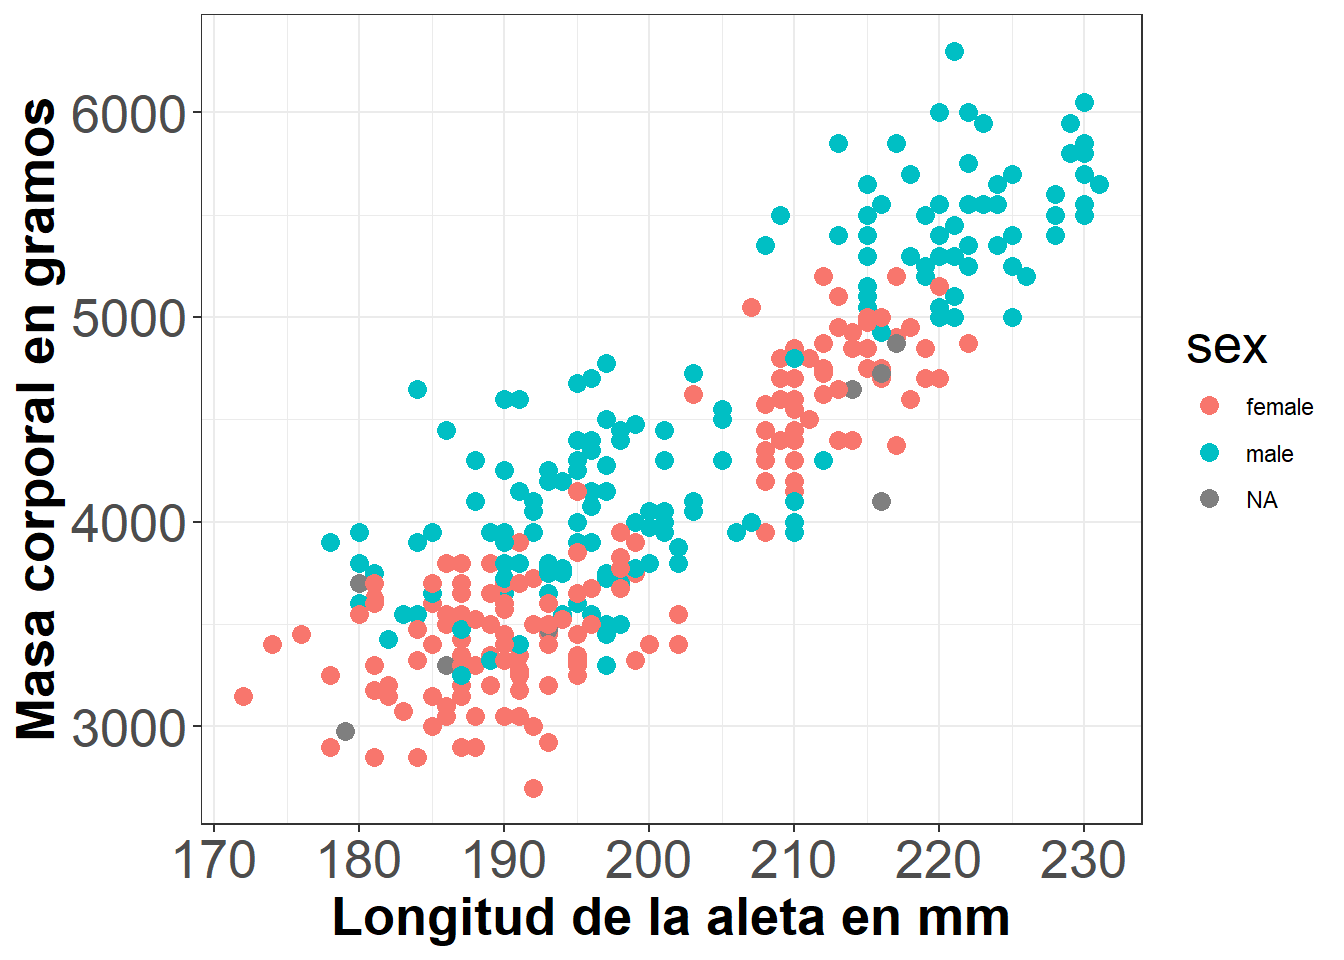 6000
5000
4000
3000
Masa corporal en gramos
170 180 190 200 210 220 230
Longitud de la aleta en mm
sex
female
male
NA